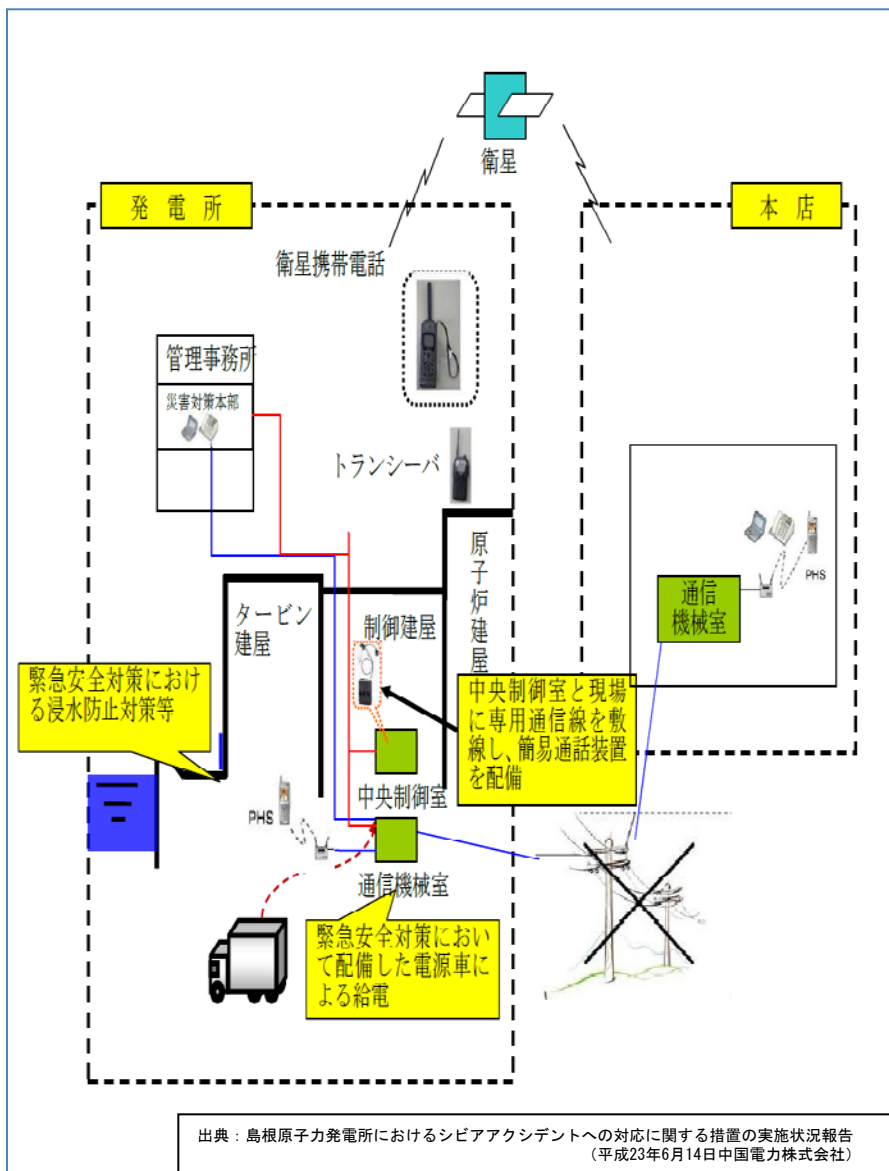 衛星
発電所
本店
衛星携帯電話
管理事務所
災害対策本部
トランシーバ
原子炉建屋
タービン
建屋
制御建屋
PHS
通信
機械室
緊急安全対策におけ
る浸水防止対策等
中央制御室と現場
に専用通信線を敷
線し、簡易通話装置
を配備
中央制御室
PHS
通信機械室
緊急安全対策におい
て配備した電源車に
よる給電
出典：島根原子力発電所におけるシビアアクシデントへの対応に関する措置の実施状況報告
（平成23年6月14日中国電力株式会社）